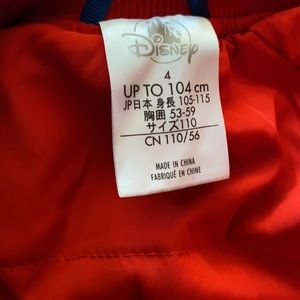 Disney
4
UP TO 104 cm
JP日本 身長 105-115
胸囲 53-59
サイズ110
CN 110/56
MADE IN CHINA
FABRIQUÉ EN CHINE